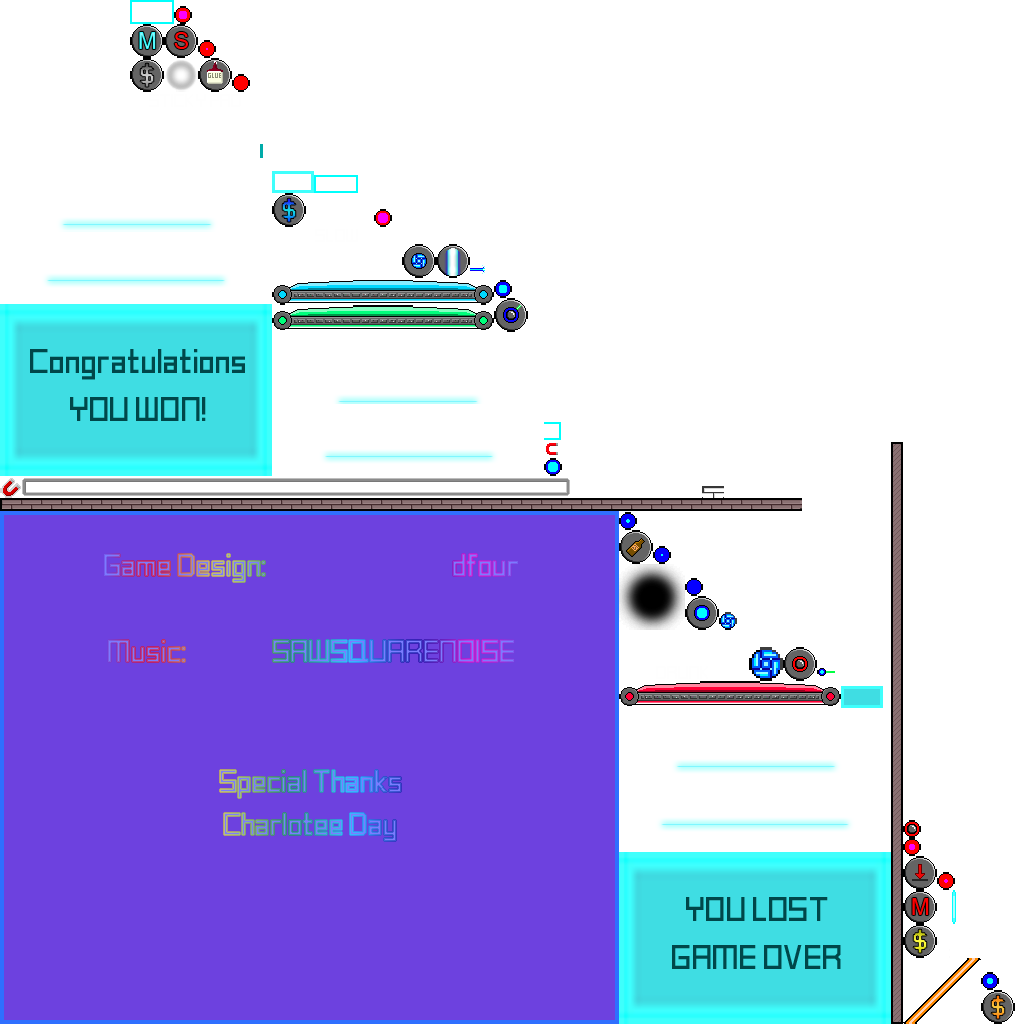 M S
$ GLUE
$
Congratulations
YOU WON!
Game Design: dfour
Music: SAWSQUARENOISE
Special Thanks
Charlotee Day
YOU LOST
GAME OVER
M
$
$